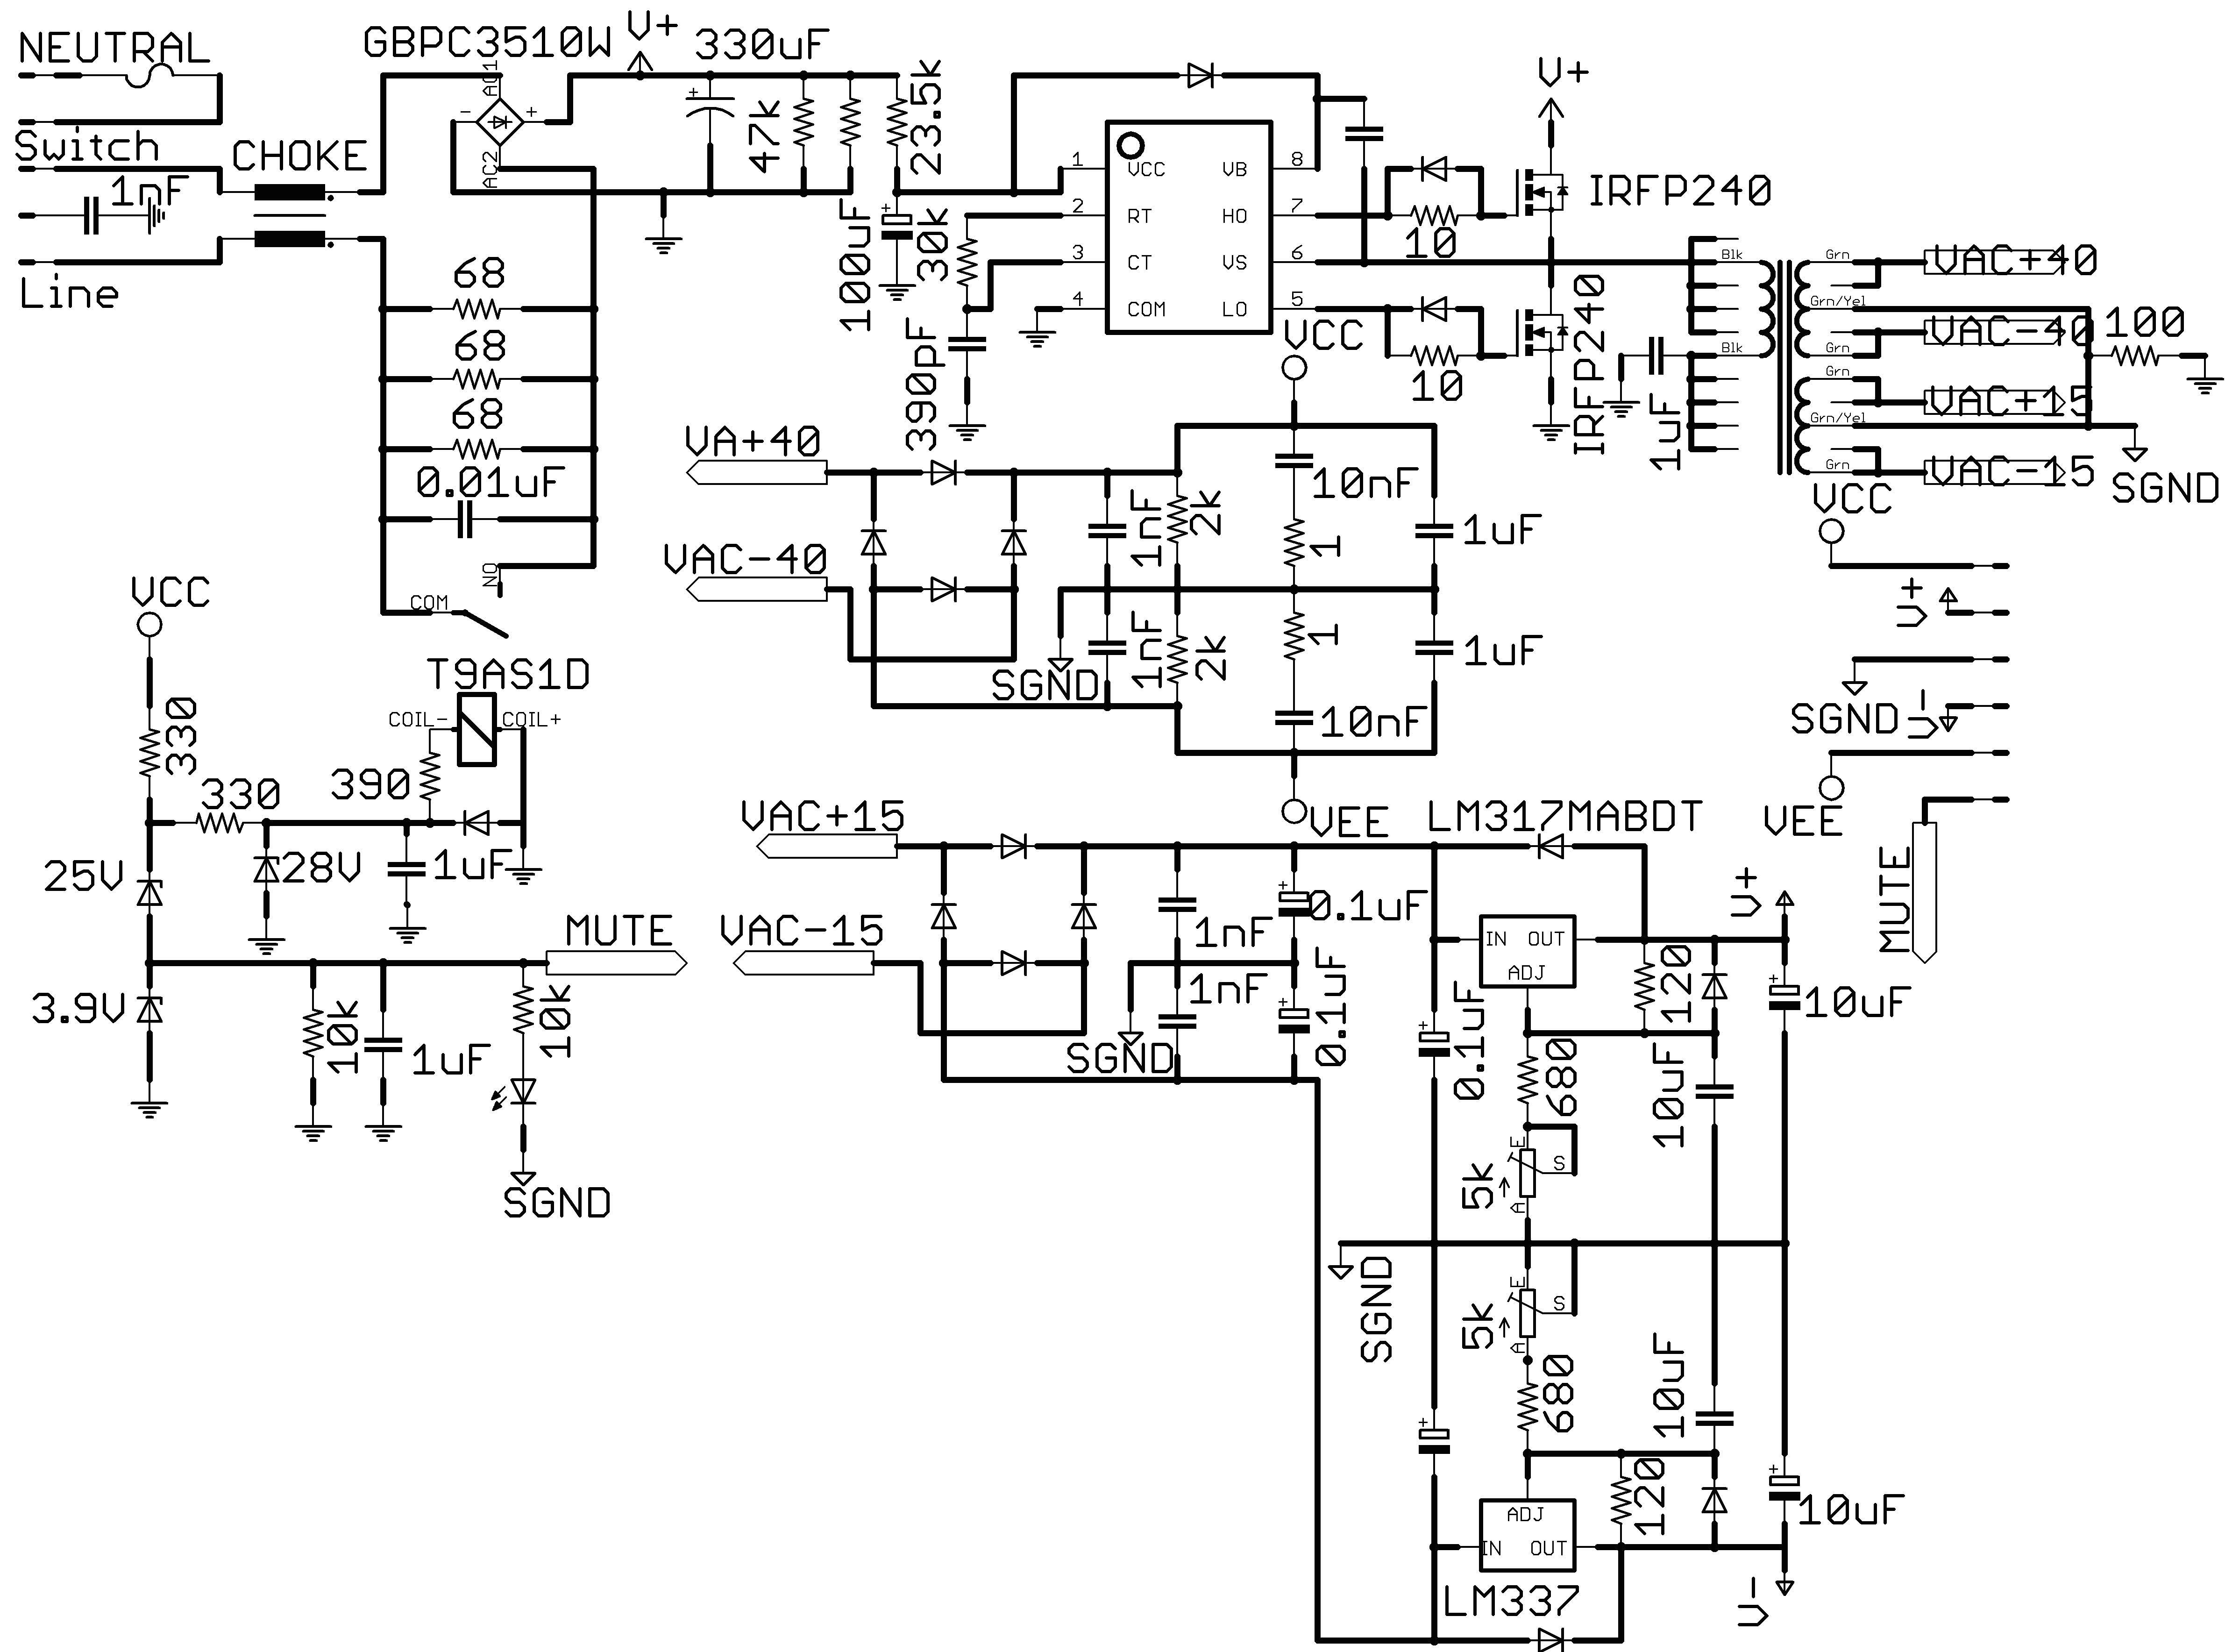 NEUTRAL
Switch
1nF
Line
CHOKE
GBPC3510W
AC1
-
+
AC2
V+
330uF
+
47k
23.5k
100uF
+
30k
390pF
1
VCC
2
RT
3
CT
4
COM
VB
8
HO
7
VS
6
LO
5
10
10
V+
IRFP240
IRFP240
1uF
Blk
Blk
Grn
Grn/Yel
Grn
Grn
Grn/Yel
Grn
VAC+40
VAC-40
VAC+15
VAC-15
100
SGND
68
68
68
0.01uF
NO
COM
T9AS1D
COIL-
COIL+
VCC
330
330
390
25V
28V
1uF
3.9V
MUTE
10k
1uF
10k
SGND
VA+40
VAC-40
VCC
1nF
2k
10nF
1
1uF
SGND
1nF
2k
1
1uF
10nF
VEE
VCC
V+
SGND
V-
VEE
MUTE
VAC+15
VAC-15
1nF
+
0.1uF
1nF
+
0.1uF
SGND
LM317MABDT
IN
OUT
ADJ
V+
120
+
10uF
+
0.1uF
680
10uF
E
S
5k
A
SGND
E
S
5k
A
680
10uF
+
120
+
10uF
ADJ
IN
OUT
LM337
V-